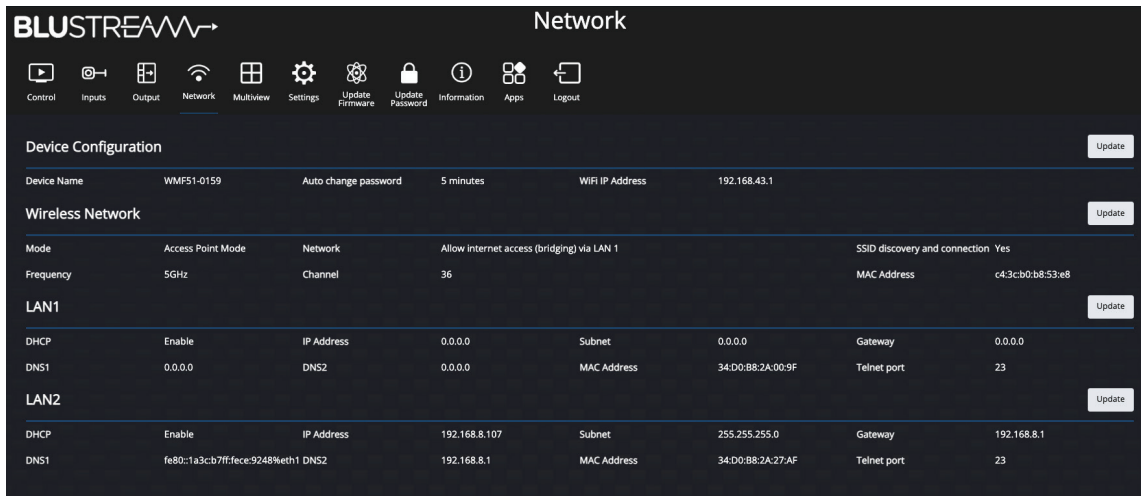 BLUSTREAM
Network
Control
Inputs
Output
Network
Multiview
Settings
Update
Firmware
Update
Password
Information
Apps
Logout
Device Configuration Update
Device Name WMF51-0159 Auto change password 5 minutes WiFi IP Address 192.168.43.1
Wireless Network Update
Mode Access Point Mode Network Allow internet access (bridging) via LAN 1 SSID discovery and connection Yes
Frequency 5GHz Channel 36 MAC Address c4:3c:b0:b8:53:e8
LAN1 Update
DHCP Enable IP Address 0.0.0.0 Subnet 0.0.0.0 Gateway 0.0.0.0
DNS1 0.0.0.0 DNS2 0.0.0.0 MAC Address 34:D0:B8:2A:00:9F Telnet port 23
LAN2 Update
DHCP Enable IP Address 192.168.8.107 Subnet 255.255.255.0 Gateway 192.168.8.1
DNS1 fe80::1a3c:b7ff:fece:9248%eth1 DNS2 192.168.8.1 MAC Address 34:D0:B8:2A:27:AF Telnet port 23